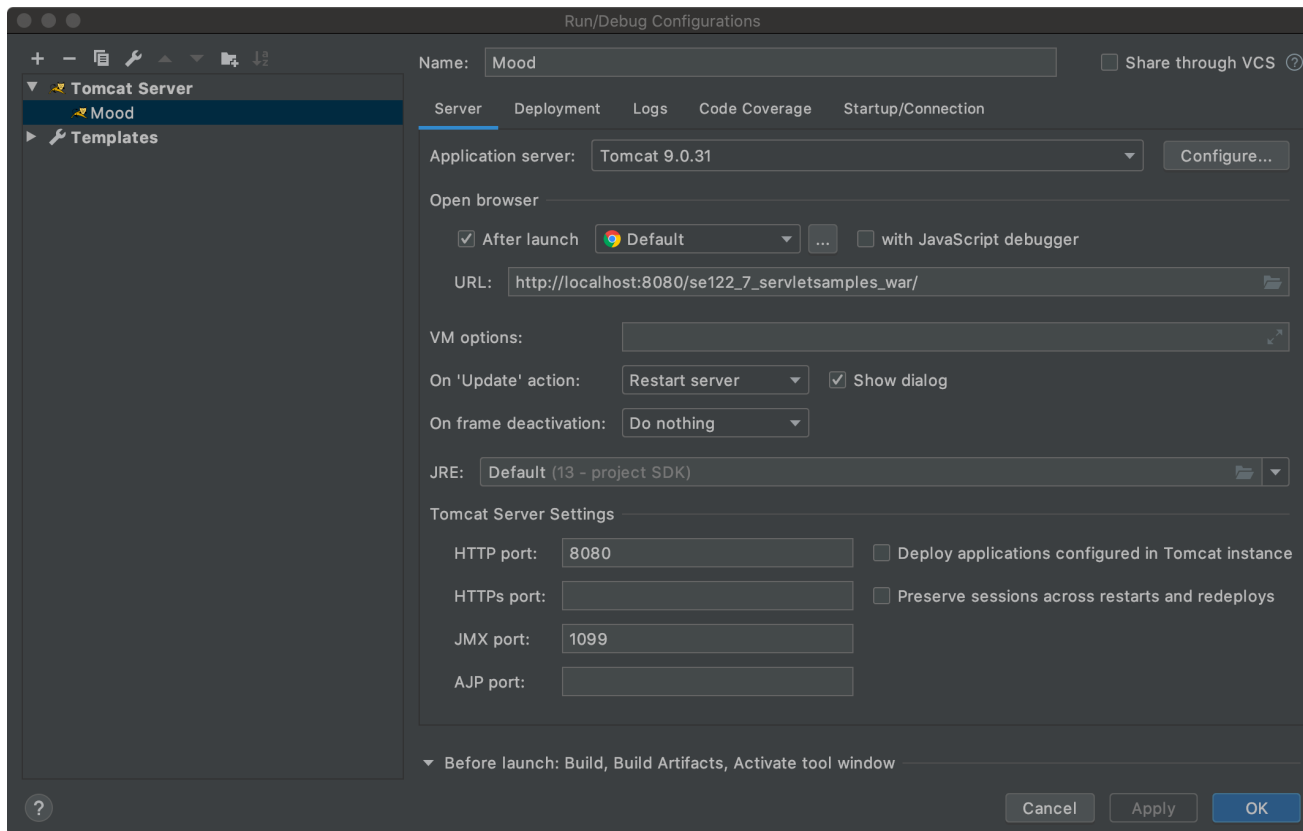 Run/Debug Configurations
Tomcat Server
Mood
Templates
Name: Mood Share through VCS ?
Server Deployment Logs Code Coverage Startup/Connection
Application server: Tomcat 9.0.31 Configure...
Open browser
After launch Default ... with JavaScript debugger
URL: http://localhost:8080/se122_7_servletsamples_war/
VM options:
On 'Update' action: Restart server Show dialog
On frame deactivation: Do nothing
JRE: Default (13 - project SDK)
Tomcat Server Settings
HTTP port: 8080 Deploy applications configured in Tomcat instance
HTTPs port: Preserve sessions across restarts and redeploys
JMX port: 1099
AJP port:
Before launch: Build, Build Artifacts, Activate tool window
? Cancel Apply OK